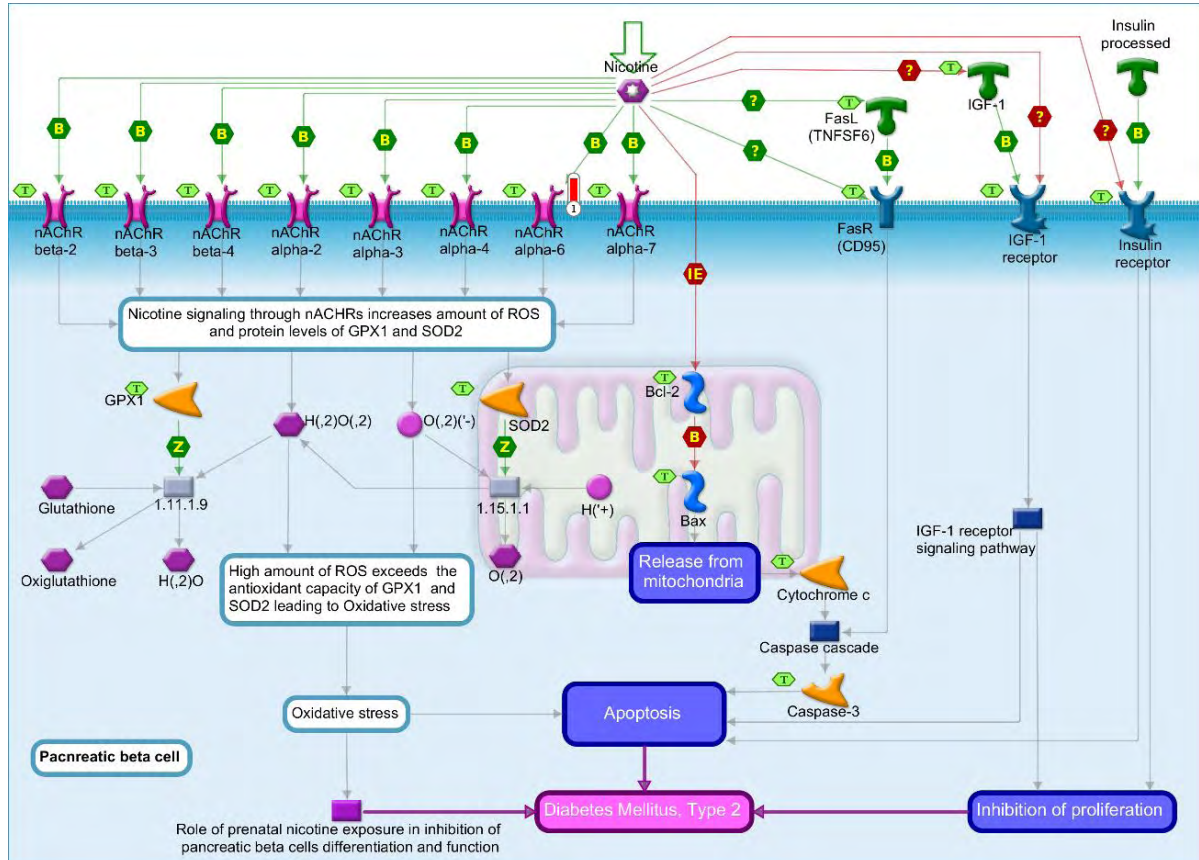 Nicotine
Insulin
processed
?
T
IGF-1
?
T
FasL
(TNFSF6)
?
?
B
B
B
B
B
B
B
B
B
?
B
B
?
T
T
T
T
T
T
T
T
T
T
T
1
nAChR
beta-2
nAChR
beta-3
nAChR
beta-4
nAChR
alpha-2
nAChR
alpha-3
nAChR
alpha-4
nAChR
alpha-6
nAChR
alpha-7
FasR
(CD95)
IGF-1
receptor
Insulin
receptor
IE
Nicotine signaling through nACHRs increases amount of ROS
and protein levels of GPX1 and SOD2
T
GPX1
H(,2)O(,2)
O(,2)('-)
T
SOD2
T
Bcl-2
Z
Z
B
T
Bax
Glutathione
1.11.1.9
1.15.1.1
H('+)
Oxiglutathione
H(,2)O
O(,2)
IGF-1 receptor
signaling pathway
High amount of ROS exceeds the
antioxidant capacity of GPX1 and
SOD2 leading to Oxidative stress
Release from
mitochondria
T
Cytochrome c
Caspase cascade
T
Caspase-3
Oxidative stress
Apoptosis
Pacnreatic beta cell
Diabetes Mellitus, Type 2
Inhibition of proliferation
Role of prenatal nicotine exposure in inhibition of
pancreatic beta cells differentiation and function